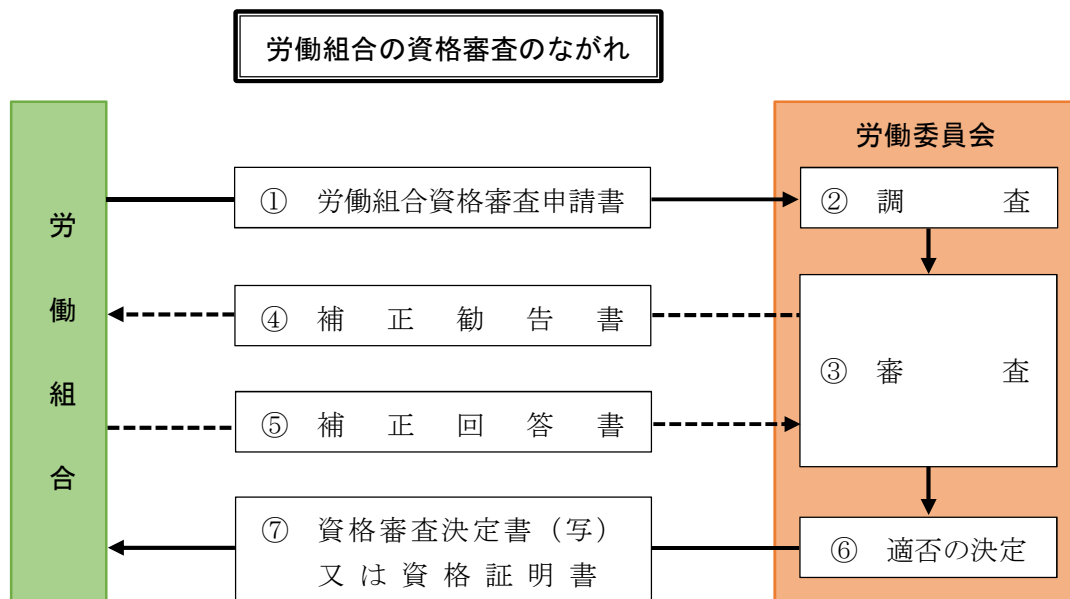 労働組合の資格審査のながれ
労働組合
労働委員会
① 労働組合資格審査申請書
② 調査
③ 審査
④ 補正勧告書
⑤ 補正回答書
⑥ 適否の決定
⑦ 資格審査決定書（写）
又は資格証明書